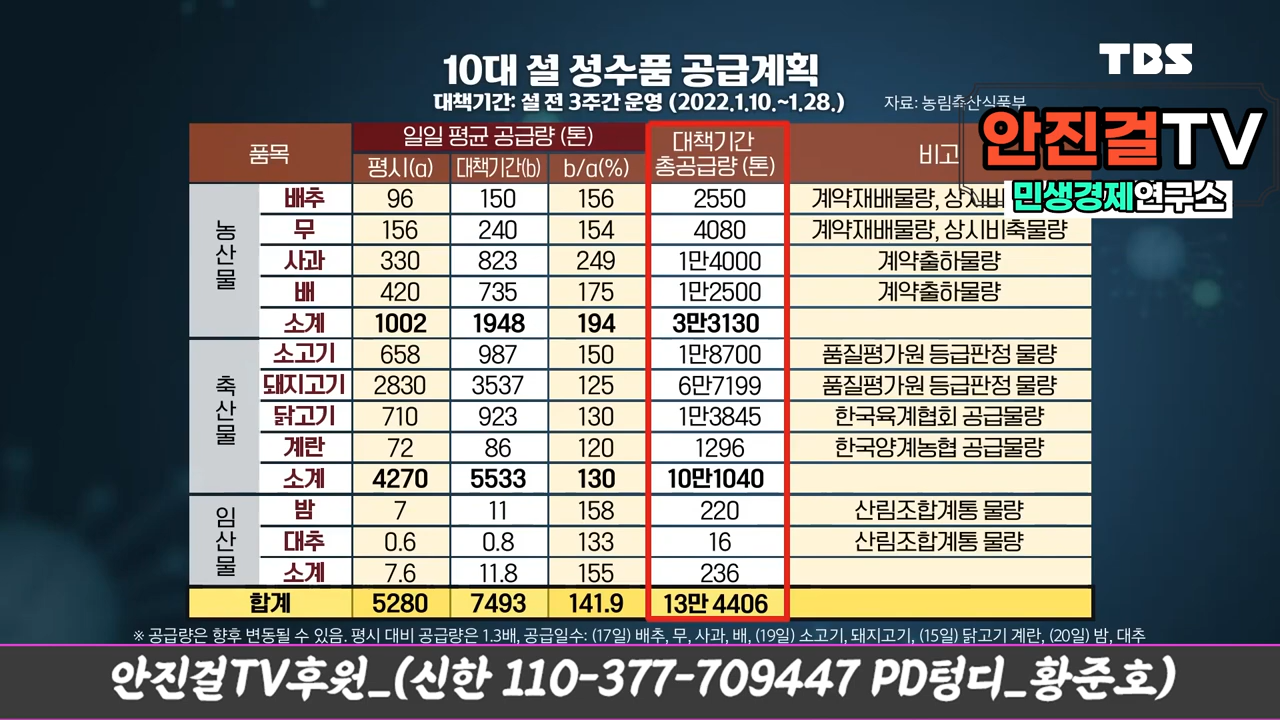 TBS
10대 설 성수품 공급계획
대책기간: 설 전 3주간 운영 (2022.1.10.~1.28.)
자료: 농림축산식품부
안진걸TV
민생경제연구소
품목 일일 평균 공급량 (톤) 대책기간 총공급량 (톤) 비고
평시(a) 대책기간(b) b/a(%)
농산물
배추 96 150 156 2550 계약재배물량, 상시비
무 156 240 154 4080 계약재배물량, 상시비축물량
사과 330 823 249 1만4000 계약출하물량
배 420 735 175 1만2500 계약출하물량
소계 1002 1948 194 3만3130
축산물
소고기 658 987 150 1만8700 품질평가원 등급판정 물량
돼지고기 2830 3537 125 6만7199 품질평가원 등급판정 물량
닭고기 710 923 130 1만3845 한국육계협회 공급물량
계란 72 86 120 1296 한국양계농협 공급물량
소계 4270 5533 130 10만1040
임산물
밤 7 11 158 220 산림조합계통 물량
대추 0.6 0.8 133 16 산림조합계통 물량
소계 7.6 11.8 155 236
합계 5280 7493 141.9 13만 4406
※ 공급량은 향후 변동될 수 있음. 평시 대비 공급량은 1.3배, 공급일수: (17일) 배추, 무, 사과, 배, (19일) 소고기, 돼지고기, (15일) 닭고기 계란, (20일) 밤, 대추
안진걸TV후원_(신한 110-377-709447 PD텅디_황준호)